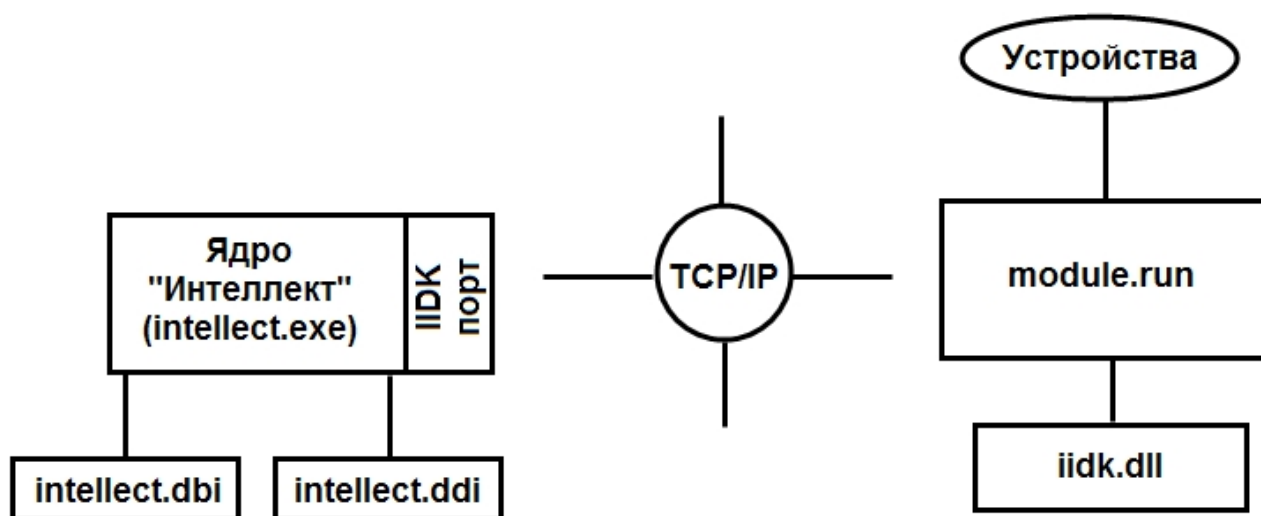 Устройства
Ядро
"Интеллект"
(intellect.exe)
IIDK
порт
TCP/IP
module.run
intellect.dbi
intellect.ddi
iidk.dll